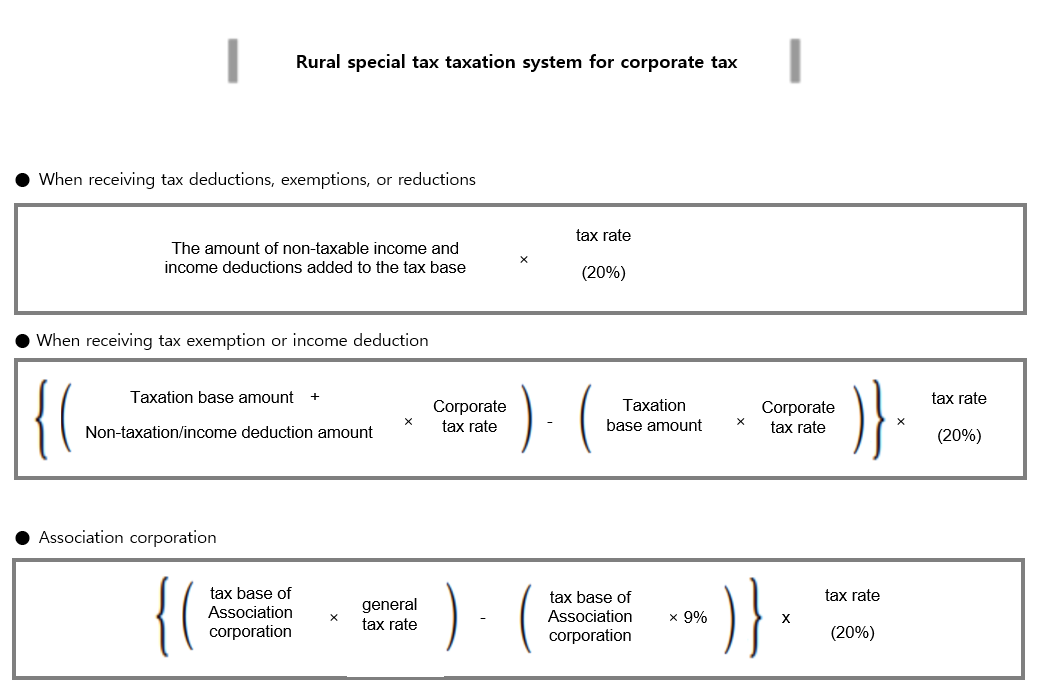 Rural special tax taxation system for corporate tax
● When receiving tax deductions, exemptions, or reductions
The amount of non-taxable income and
income deductions added to the tax base
×
tax rate
(20%)
● When receiving tax exemption or income deduction
{ (
Taxation base amount +
Non-taxation/income deduction amount
×
Corporate
tax rate
) - (
Taxation
base amount
×
Corporate
tax rate
) } ×
tax rate
(20%)
● Association corporation
{ (
tax base of
Association
corporation
×
general
tax rate
) - (
tax base of
Association
corporation
× 9%
) } x
tax rate
(20%)